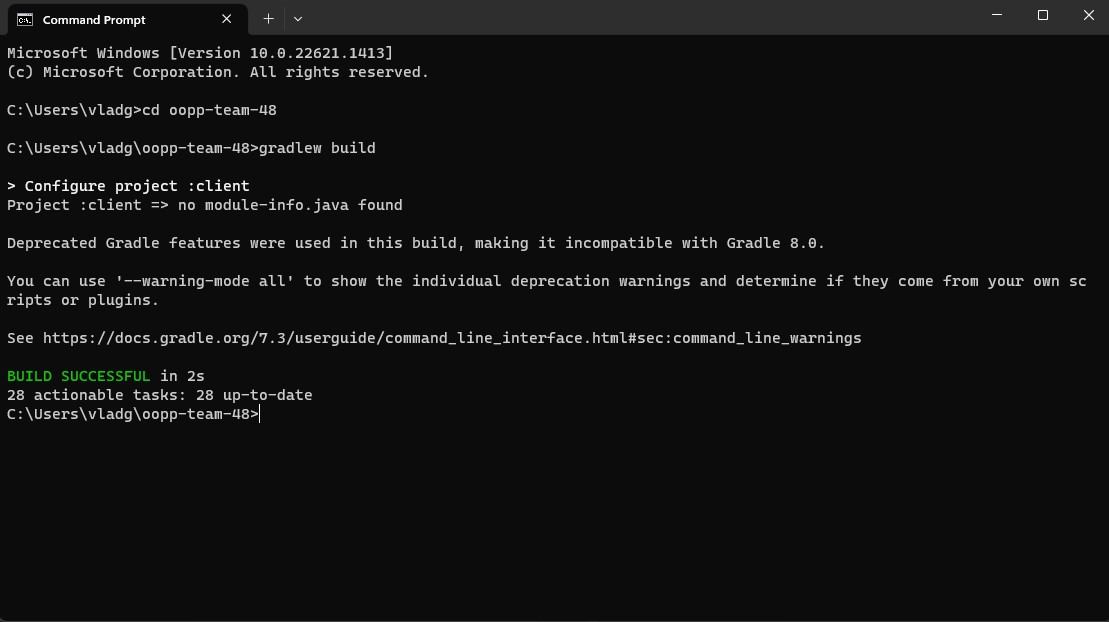 Command Prompt
Microsoft Windows [Version 10.0.22621.1413]
(c) Microsoft Corporation. All rights reserved.
C:\Users\vladg>cd oopp-team-48
C:\Users\vladg\oopp-team-48>gradlew build
> Configure project :client
Project :client => no module-info.java found
Deprecated Gradle features were used in this build, making it incompatible with Gradle 8.0.
You can use '--warning-mode all' to show the individual deprecation warnings and determine if they come from your own sc
ripts or plugins.
See https://docs.gradle.org/7.3/userguide/command_line_interface.html#sec:command_line_warnings
BUILD SUCCESSFUL in 2s
28 actionable tasks: 28 up-to-date
C:\Users\vladg\oopp-team-48>